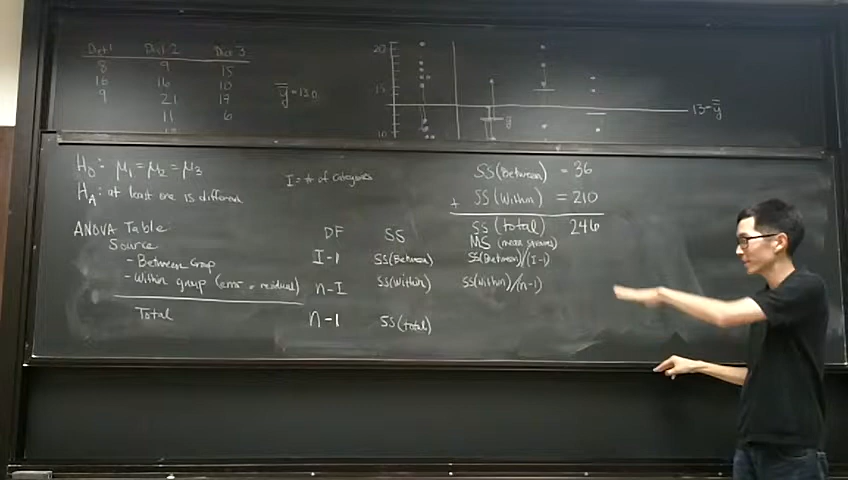 Diet 1 Diet 2 Diet 3
8 9 15
16 16 10
9 21 17
11 6
ȳ = 13.0
20
15
10
ȳ
13 = ȳ̄
H₀: μ₁ = μ₂ = μ₃
H_A: at least one is different
I = # of categories
SS(Between) = 36
+ SS(Within) = 210
SS(total) 246
ANOVA Table
Source DF SS MS (mean squares)
- Between Group I-1 SS(Between) SS(Between)/(I-1)
- Within group (error = residual) n-I SS(Within) SS(Within)/(n-I)
Total n-1 SS(total)